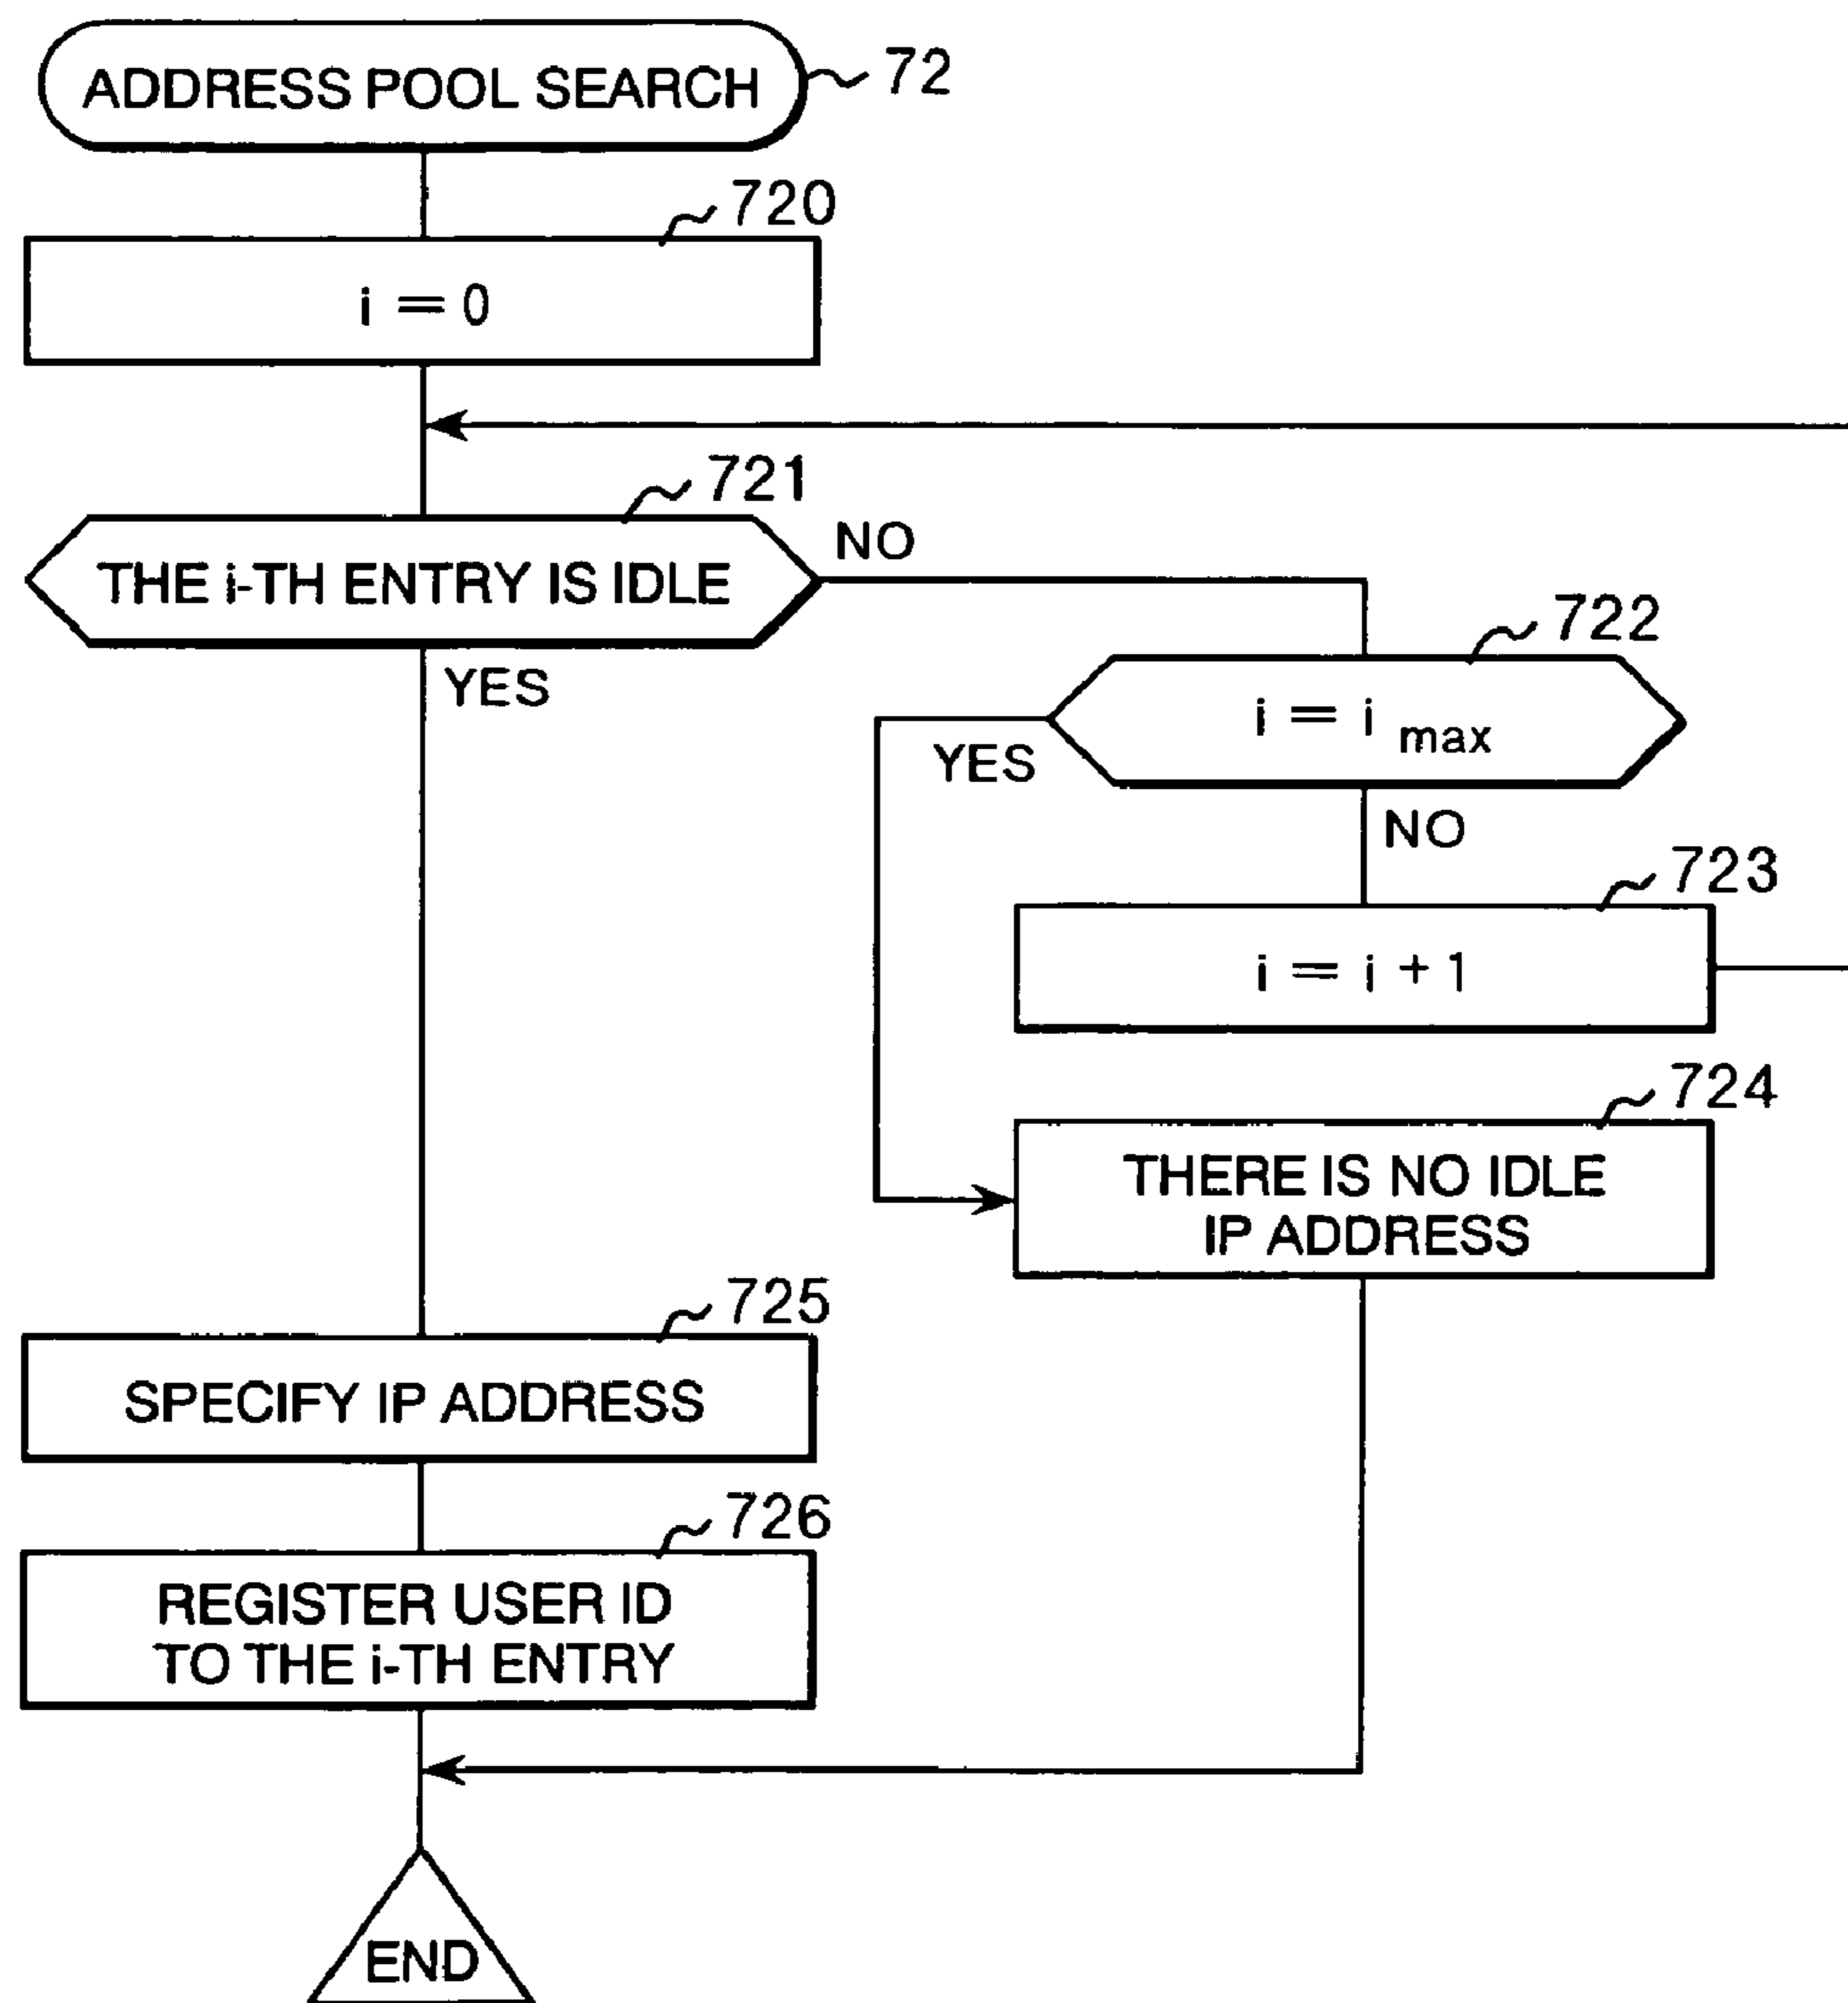 ADDRESS POOL SEARCH
72
720
i = 0
721
THE i-TH ENTRY IS IDLE
NO
YES
722
i = i max
YES
NO
723
i = i + 1
724
THERE IS NO IDLE
IP ADDRESS
725
SPECIFY IP ADDRESS
726
REGISTER USER ID
TO THE i-TH ENTRY
END